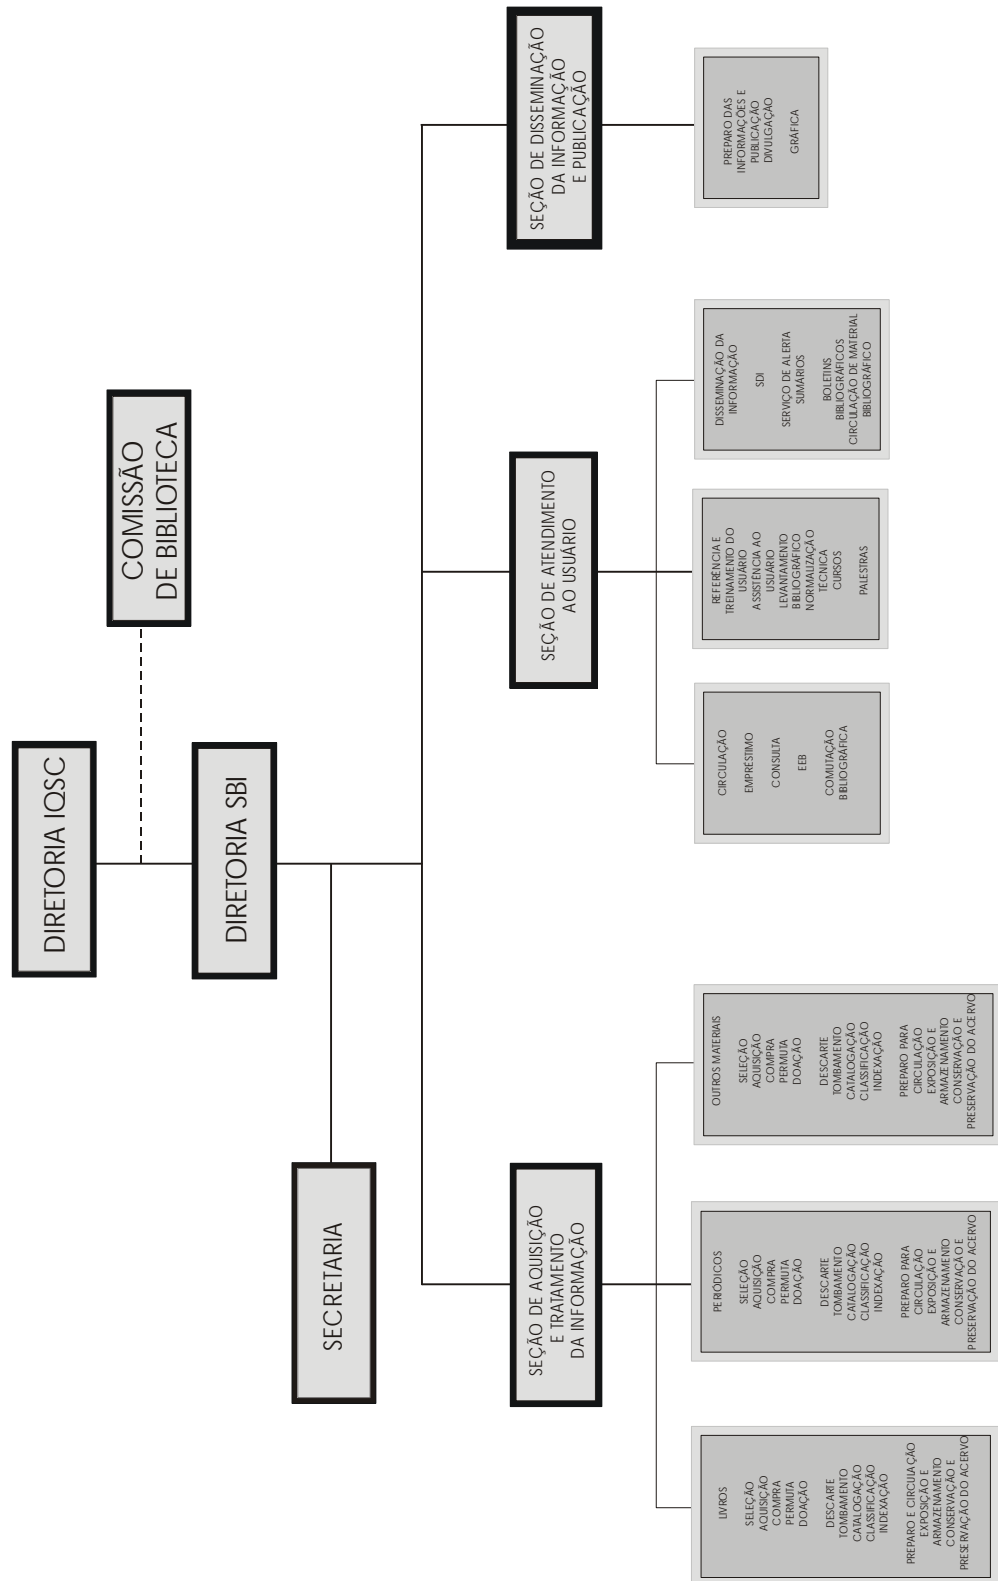 DIRETORIA IQSC
COMISSÃO
DE BIBLIOTECA
DIRETORIA SBI
SECRETARIA
SEÇÃO DE AQUISIÇÃO
E TRATAMENTO
DA INFORMAÇÃO
SEÇÃO DE ATENDIMENTO
AO USUÁRIO
SEÇÃO DE DISSEMINAÇÃO
DA INFORMAÇÃO
E PUBLICAÇÃO
LIVROS
SELEÇÃO
AQUISIÇÃO
COMPRA
PERMUTA
DOAÇÃO
DESCARTE
TOMBAMENTO
CATALOGAÇÃO
CLASSIFICAÇÃO
INDEXAÇÃO
PREPARO E CIRCULAÇÃO
EXPOSIÇÃO E
ARMAZENAMENTO
CONSERVAÇÃO E
PRESERVAÇÃO DO ACERVO
PERIÓDICOS
SELEÇÃO
AQUISIÇÃO
COMPRA
PERMUTA
DOAÇÃO
DESCARTE
TOMBAMENTO
CATALOGAÇÃO
CLASSIFICAÇÃO
INDEXAÇÃO
PREPARO PARA
CIRCULAÇÃO
EXPOSIÇÃO E
ARMAZENAMENTO
CONSERVAÇÃO E
PRESERVAÇÃO DO ACERVO
OUTROS MATERIAIS
SELEÇÃO
AQUISIÇÃO
COMPRA
PERMUTA
DOAÇÃO
DESCARTE
TOMBAMENTO
CATALOGAÇÃO
CLASSIFICAÇÃO
INDEXAÇÃO
PREPARO PARA
CIRCULAÇÃO
EXPOSIÇÃO E
ARMAZENAMENTO
CONSERVAÇÃO E
PRESERVAÇÃO DO ACERVO
CIRCULAÇÃO
EMPRÉSTIMO
CONSULTA
EEB
COMUTAÇÃO
BIBLIOGRÁFICA
REFERÊNCIA E
TREINAMENTO DO
USUÁRIO
ASSISTÊNCIA AO
USUÁRIO
LEVANTAMENTO
BIBLIOGRÁFICO
NORMALIZAÇÃO
TÉCNICA
CURSOS
PALESTRAS
DISSEMINAÇÃO DA
INFORMAÇÃO
SDI
SERVIÇO DE ALERTA
SUMÁRIOS
BOLETINS
BIBLIOGRÁFICOS
CIRCULAÇÃO DE MATERIAL
BIBLIOGRÁFICO
PREPARO DAS
INFORMAÇÕES E
PUBLICAÇÃO
DIVULGAÇÃO
GRÁFICA